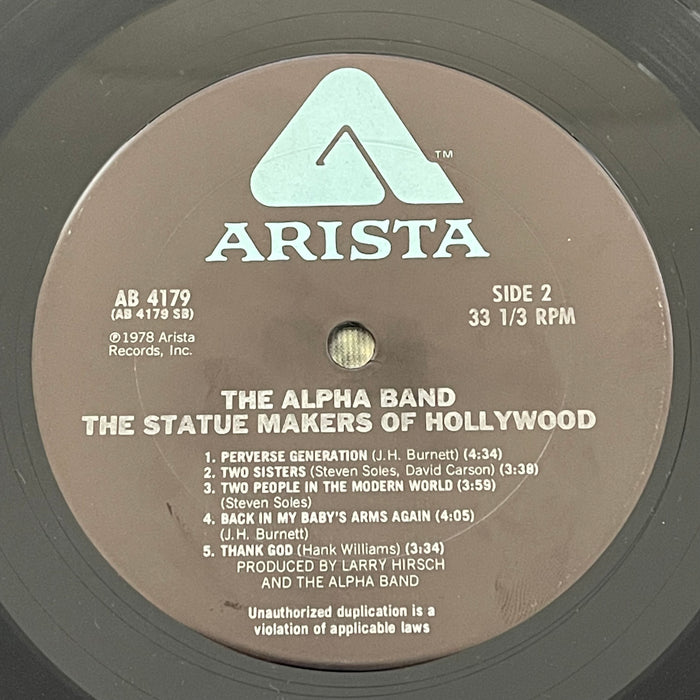 TM
ARISTA
AB 4179
(AB 4179 SB)
℗1978 Arista
Records, Inc.
SIDE 2
33 1/3 RPM
THE ALPHA BAND
THE STATUE MAKERS OF HOLLYWOOD
1. PERVERSE GENERATION (J.H. Burnett) (4:34)
2. TWO SISTERS (Steven Soles, David Carson) (3:38)
3. TWO PEOPLE IN THE MODERN WORLD (3:59)
(Steven Soles)
4. BACK IN MY BABY'S ARMS AGAIN (4:05)
(J.H. Burnett)
5. THANK GOD (Hank Williams) (3:34)
PRODUCED BY LARRY HIRSCH
AND THE ALPHA BAND
Unauthorized duplication is a
violation of applicable laws